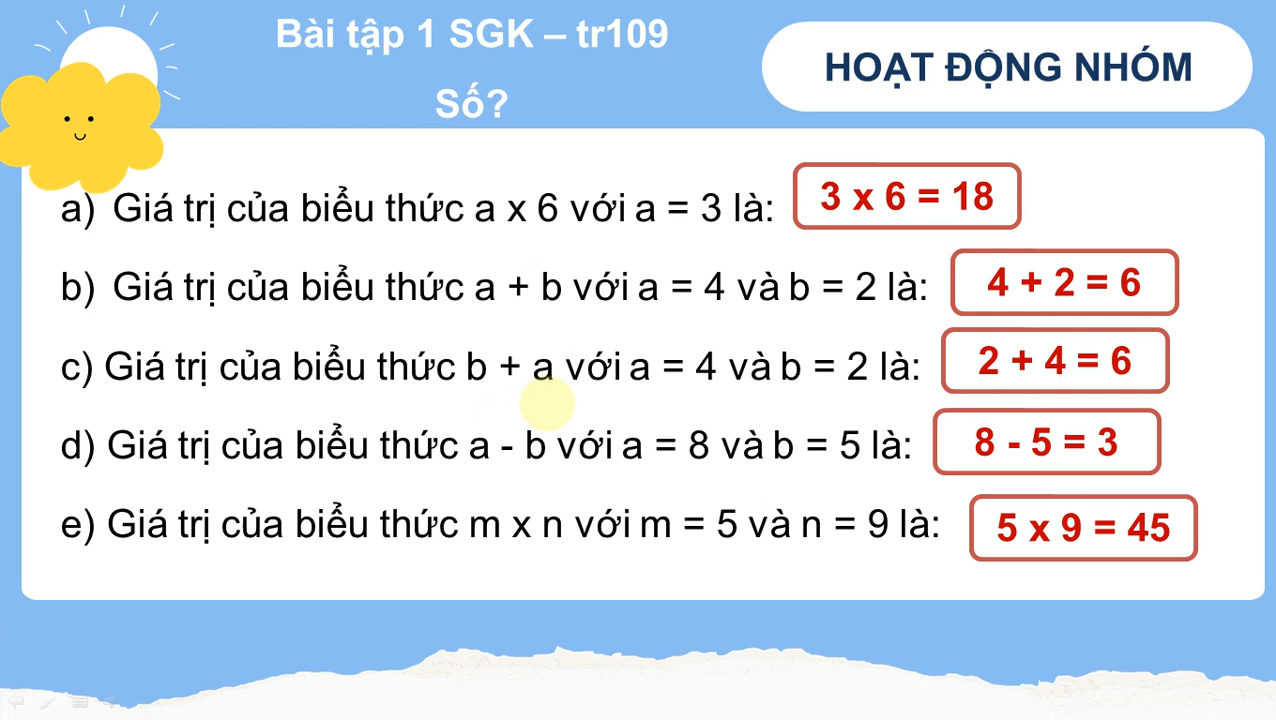 Bài tập 1 SGK – tr109
Số?
HOẠT ĐỘNG NHÓM
a) Giá trị của biểu thức a x 6 với a = 3 là: 3 x 6 = 18
b) Giá trị của biểu thức a + b với a = 4 và b = 2 là: 4 + 2 = 6
c) Giá trị của biểu thức b + a với a = 4 và b = 2 là: 2 + 4 = 6
d) Giá trị của biểu thức a - b với a = 8 và b = 5 là: 8 - 5 = 3
e) Giá trị của biểu thức m x n với m = 5 và n = 9 là: 5 x 9 = 45